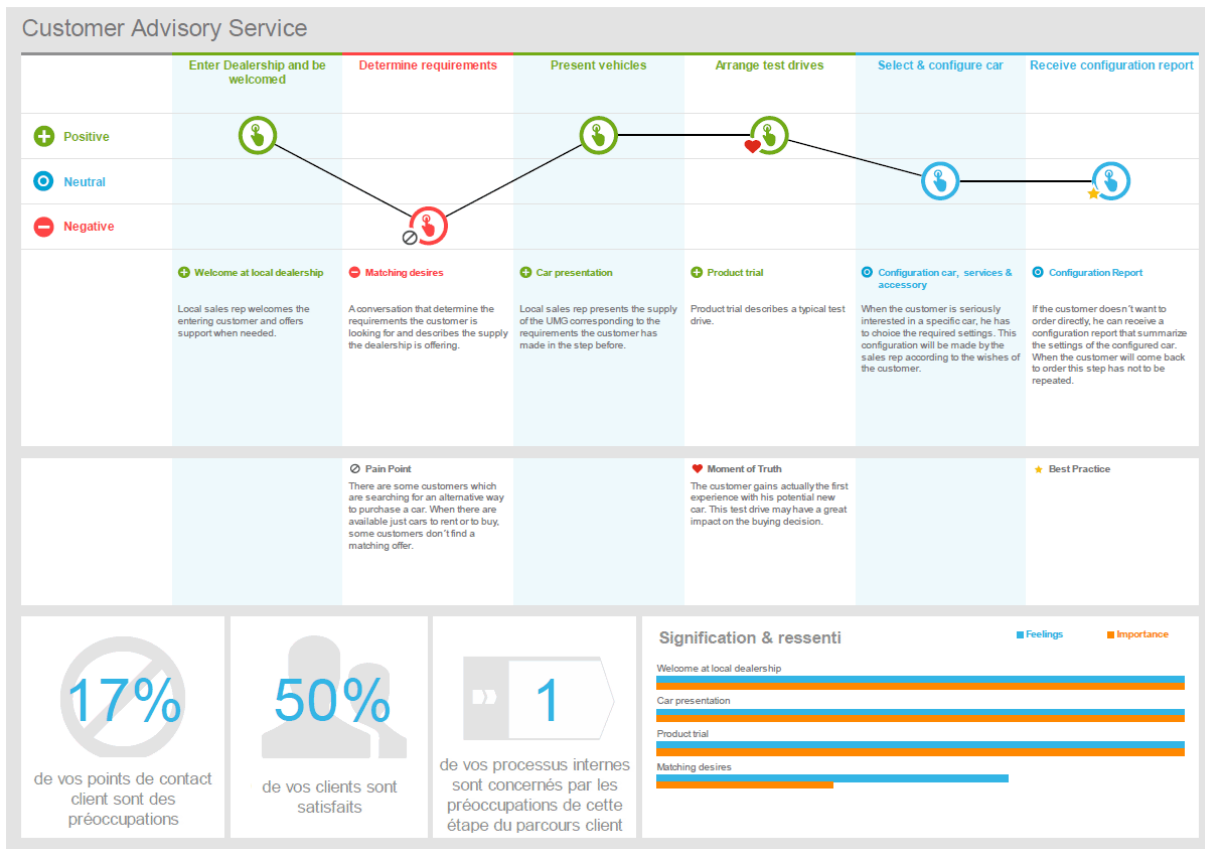 Customer Advisory Service
Enter Dealership and be
welcomed
Determine requirements
Present vehicles
Arrange test drives
Select & configure car
Receive configuration report
Positive
Neutral
Negative
Welcome at local dealership
Local sales rep welcomes the
entering customer and offers
support when needed.
Matching desires
A conversation that determine the
requirements the customer is
looking for and describes the supply
the dealership is offering.
Car presentation
Local sales rep presents the supply
of the UMG corresponding to the
requirements the customer has
made in the step before.
Product trial
Product trial describes a typical test
drive.
Configuration car, services &
accessory
When the customer is seriously
interested in a specific car, he has
to choice the required settings. This
configuration will be made by the
sales rep according to the wishes of
the customer.
Configuration Report
If the customer doesn't want to
order directly, he can receive a
configuration report that summarize
the settings of the configured car.
When the customer will come back
to order this step has not to be
repeated.
Pain Point
There are some customers which
are searching for an alternative way
to purchase a car. When there are
available just cars to rent or to buy,
some customers don't find a
matching offer.
Moment of Truth
The customer gains actually the first
experience with his potential new
car. This test drive may have a great
impact on the buying decision.
Best Practice
17%
de vos points de contact
client sont des
préoccupations
50%
de vos clients sont
satisfaits
1
de vos processus internes
sont concernés par les
préoccupations de cette
étape du parcours client
Signification & ressenti
Feelings
Importance
Welcome at local dealership
Car presentation
Product trial
Matching desires